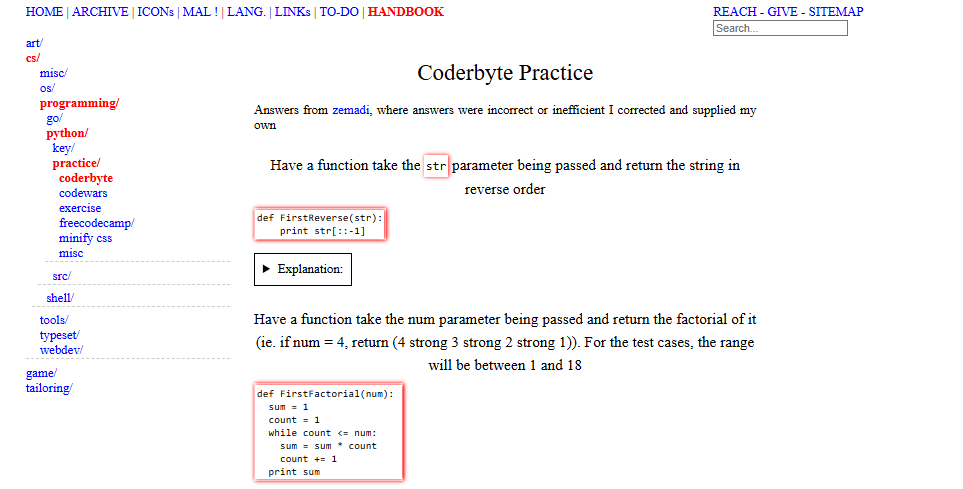 HOME | ARCHIVE | ICONs | MAL ! | LANG. | LINKs | TO-DO | HANDBOOK
REACH - GIVE - SITEMAP
Search...
art/
cs/
misc/
os/
programming/
go/
python/
key/
practice/
coderbyte
codewars
exercise
freecodecamp/
minify css
misc
src/
shell/
tools/
typeset/
webdev/
game/
tailoring/
Coderbyte Practice
Answers from zemadi, where answers were incorrect or inefficient I corrected and supplied my
own
Have a function take the str parameter being passed and return the string in
reverse order
def FirstReverse(str):
    print str[::-1]
▶ Explanation:
Have a function take the num parameter being passed and return the factorial of it
(ie. if num = 4, return (4 strong 3 strong 2 strong 1)). For the test cases, the range
will be between 1 and 18
def FirstFactorial(num):
  sum = 1
  count = 1
  while count <= num:
    sum = sum * count
    count += 1
  print sum